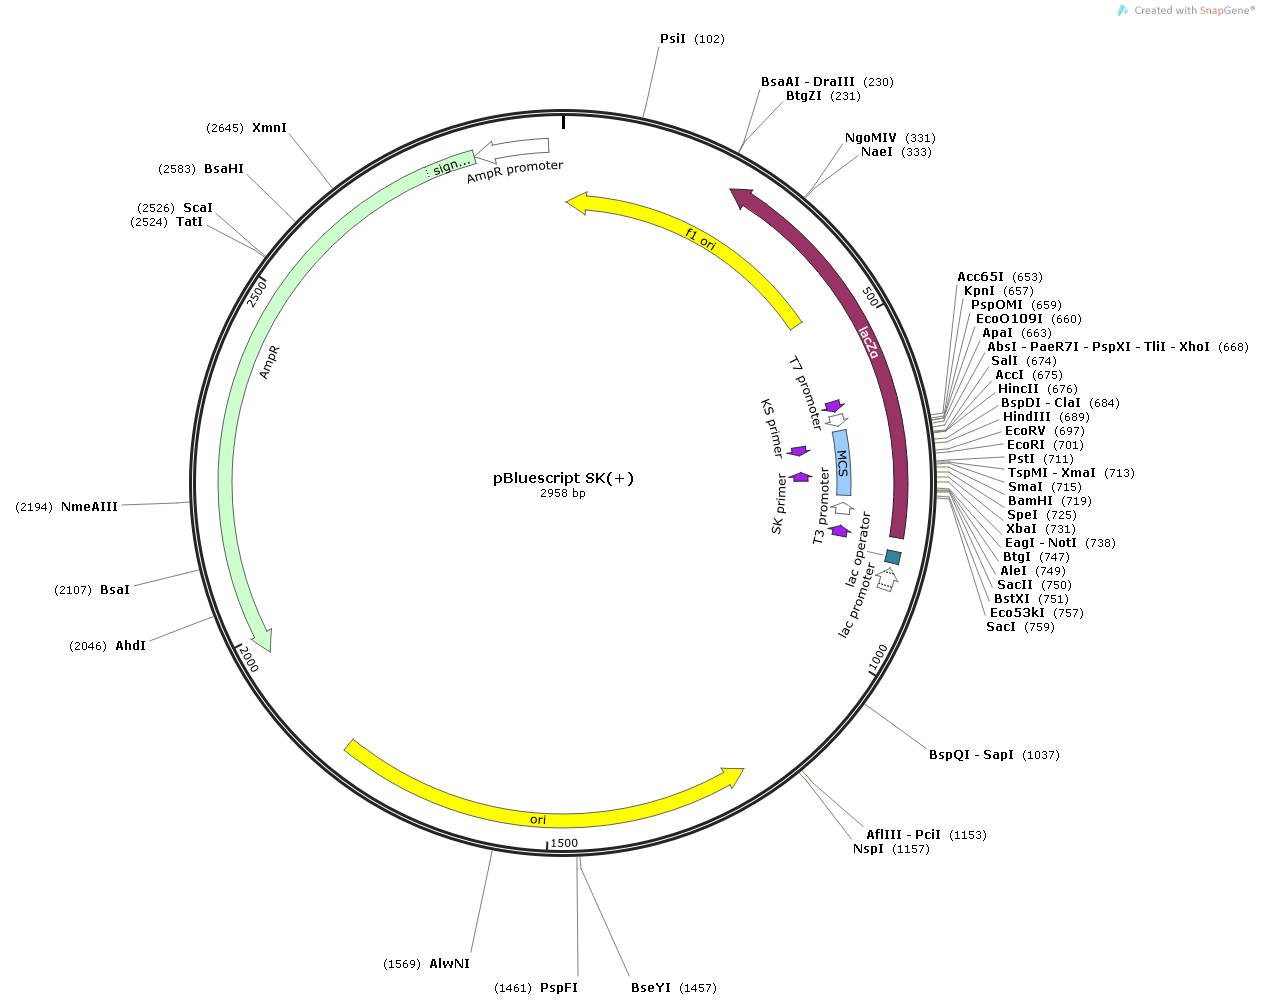 Created with SnapGene®
PsiI (102)
BsaAI - DraIII (230)
BtgZI (231)
NgoMIV (331)
NaeI (333)
(2645) XmnI
(2583) BsaHI
(2526) ScaI
(2524) TatI
sign...
AmpR promoter
f1 ori
lacZα
500
2500
AmpR
Acc65I (653)
KpnI (657)
PspOMI (659)
EcoO109I (660)
ApaI (663)
AbsI - PaeR7I - PspXI - TliI - XhoI (668)
SalI (674)
AccI (675)
HincII (676)
BspDI - ClaI (684)
HindIII (689)
EcoRV (697)
EcoRI (701)
PstI (711)
TspMI - XmaI (713)
SmaI (715)
BamHI (719)
SpeI (725)
XbaI (731)
EagI - NotI (738)
BtgI (747)
AleI (749)
SacII (750)
BstXI (751)
Eco53kI (757)
SacI (759)
T7 promoter
KS primer
MCS
SK primer
T3 promoter
lac operator
lac promoter
pBluescript SK(+)
2958 bp
(2194) NmeAIII
(2107) BsaI
(2046) AhdI
2000
1000
BspQI - SapI (1037)
AflIII - PciI (1153)
NspI (1157)
ori
1500
(1569) AlwNI
(1461) PspFI
BseYI (1457)